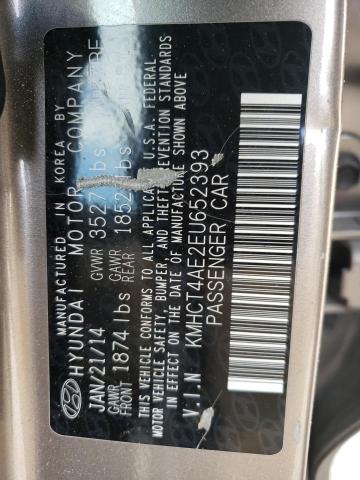 MANUFACTURED IN KOREA BY
HYUNDAI MOTOR COMPANY
JAN/21/14 GVWR 3527 lbs
GAWR FRONT 1874 lbs GAWR REAR 1852 lbs
THIS VEHICLE CONFORMS TO ALL APPLICABLE U.S.A. FEDERAL
MOTOR VEHICLE SAFETY, BUMPER, AND THEFT PREVENTION STANDARDS
IN EFFECT ON THE DATE OF MANUFACTURE SHOWN ABOVE
V.I.N KMHCT4AE2EU652393
PASSENGER CAR